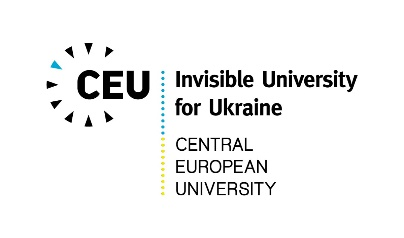 CEU
Invisible University
for Ukraine
CENTRAL
EUROPEAN
UNIVERSITY